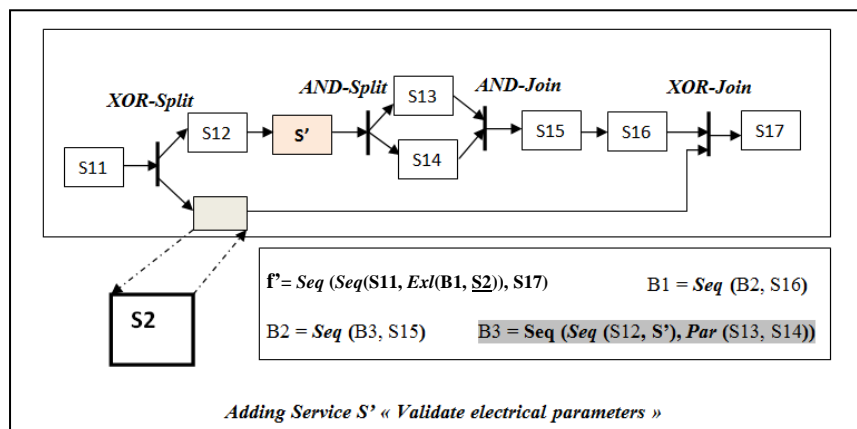 XOR-Split
AND-Split
AND-Join
XOR-Join
S11
S12
S'
S13
S14
S15
S16
S17
S2
f'= Seq (Seq(S11, Exl(B1, S2)), S17)
B1 = Seq (B2, S16)
B2 = Seq (B3, S15)
B3 = Seq (Seq (S12, S'), Par (S13, S14))
Adding Service S' « Validate electrical parameters »